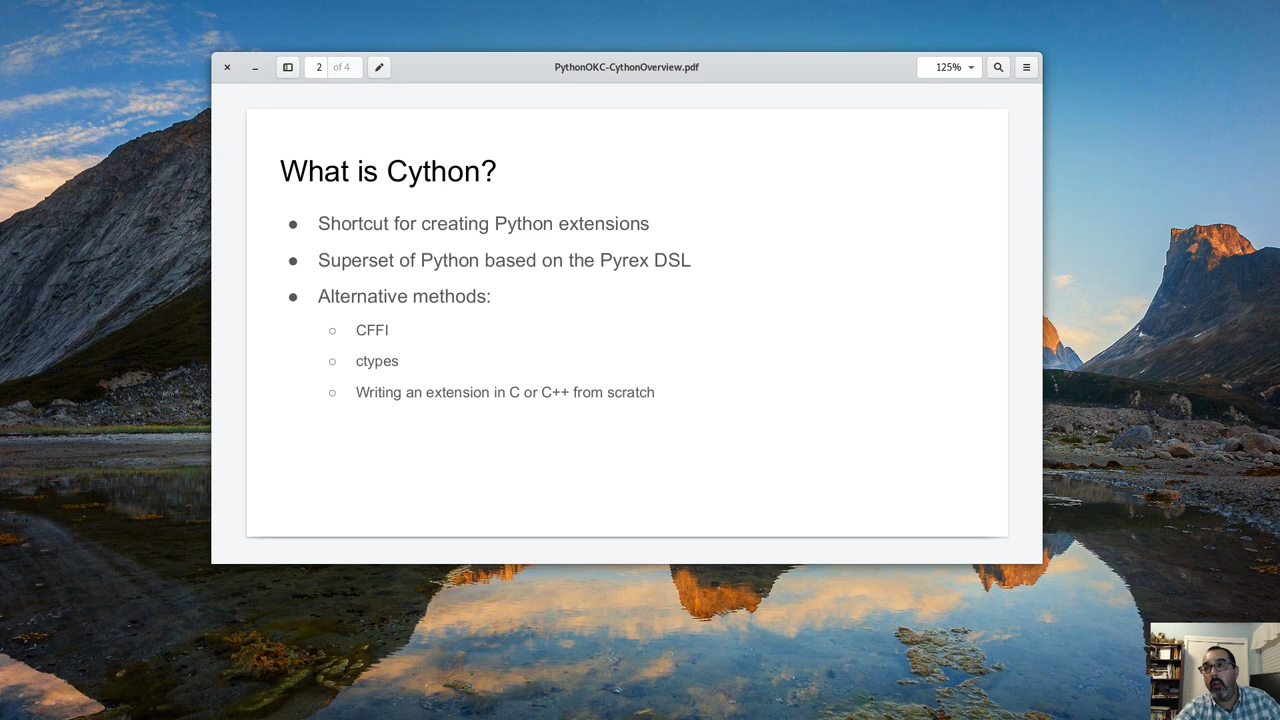 2 of 4
PythonOKC-CythonOverview.pdf
125%
What is Cython?
● Shortcut for creating Python extensions
● Superset of Python based on the Pyrex DSL
● Alternative methods:
○ CFFI
○ ctypes
○ Writing an extension in C or C++ from scratch